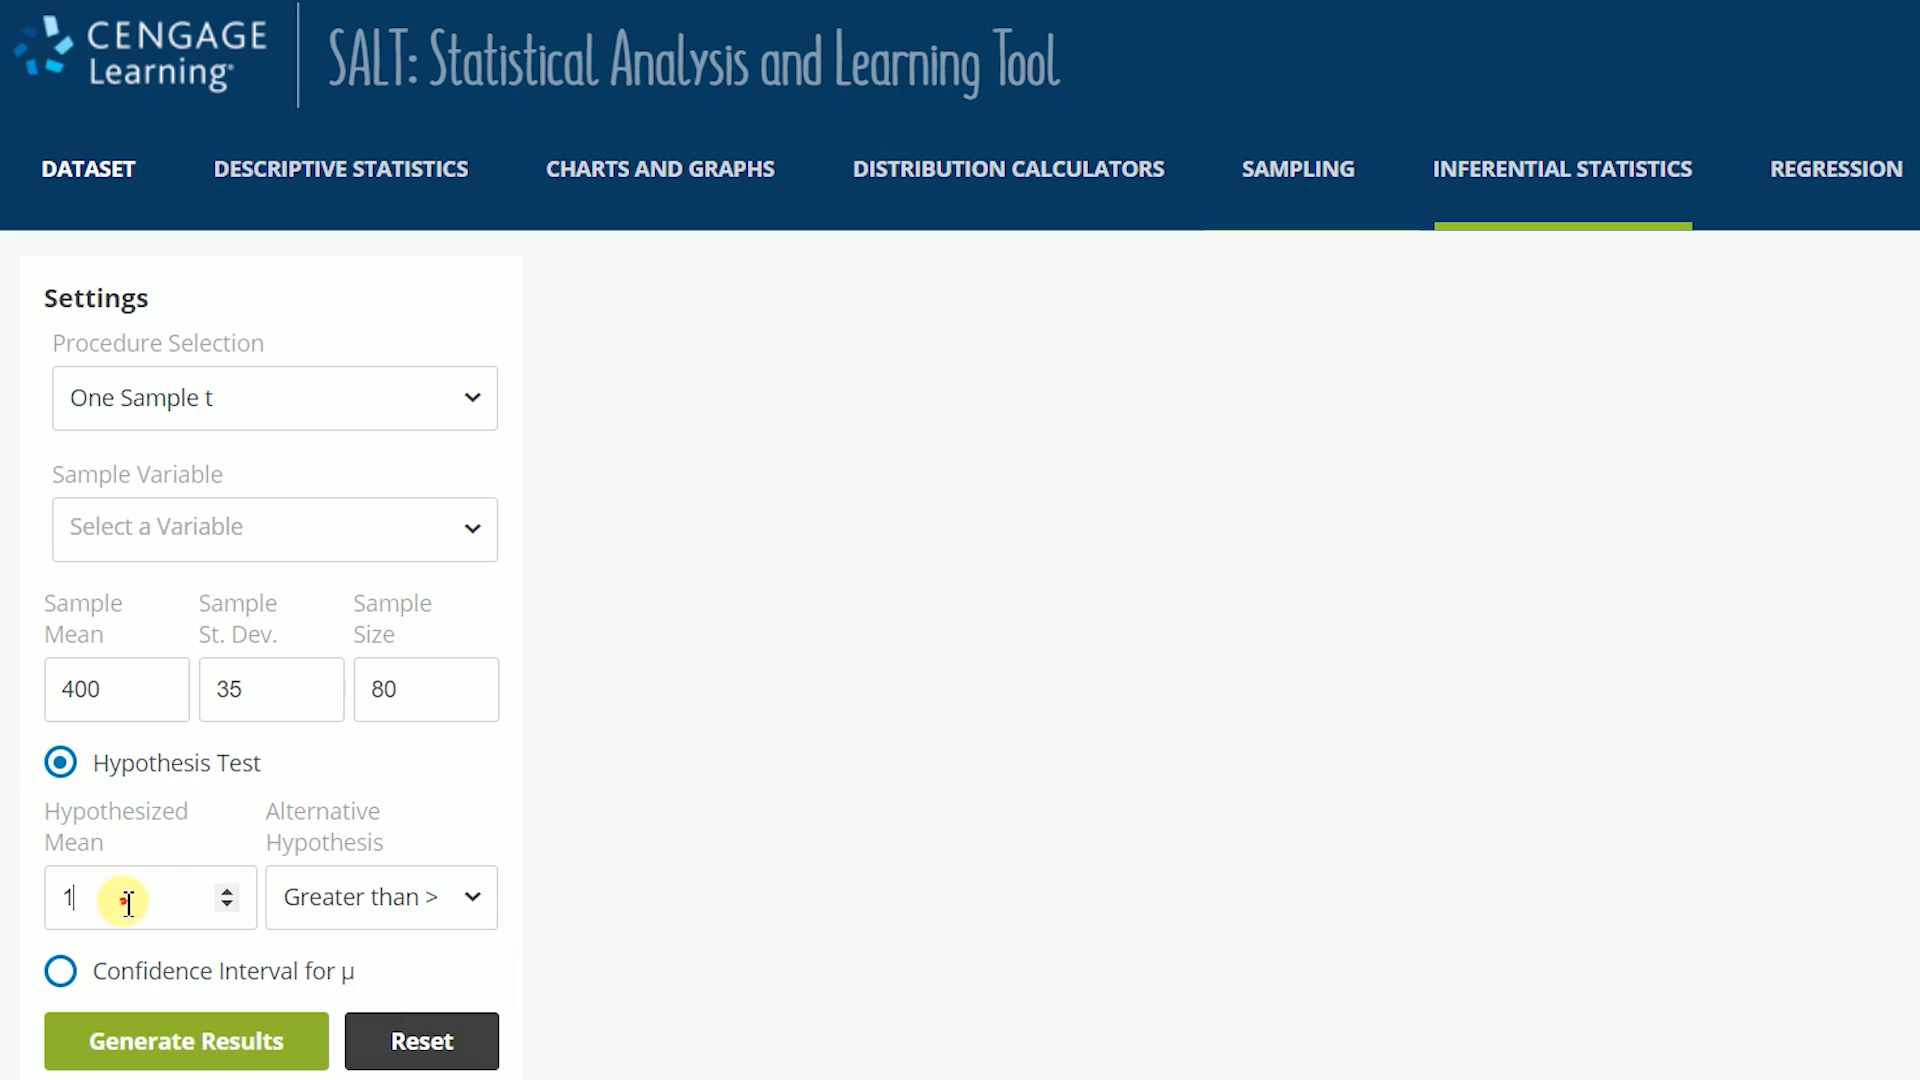 CENGAGE
Learning®
SALT: Statistical Analysis and Learning Tool
DATASET DESCRIPTIVE STATISTICS CHARTS AND GRAPHS DISTRIBUTION CALCULATORS SAMPLING INFERENTIAL STATISTICS REGRESSION
Settings
Procedure Selection
One Sample t
Sample Variable
Select a Variable
Sample Mean Sample St. Dev. Sample Size
400 35 80
Hypothesis Test
Hypothesized Mean Alternative Hypothesis
1 Greater than >
Confidence Interval for μ
Generate Results Reset